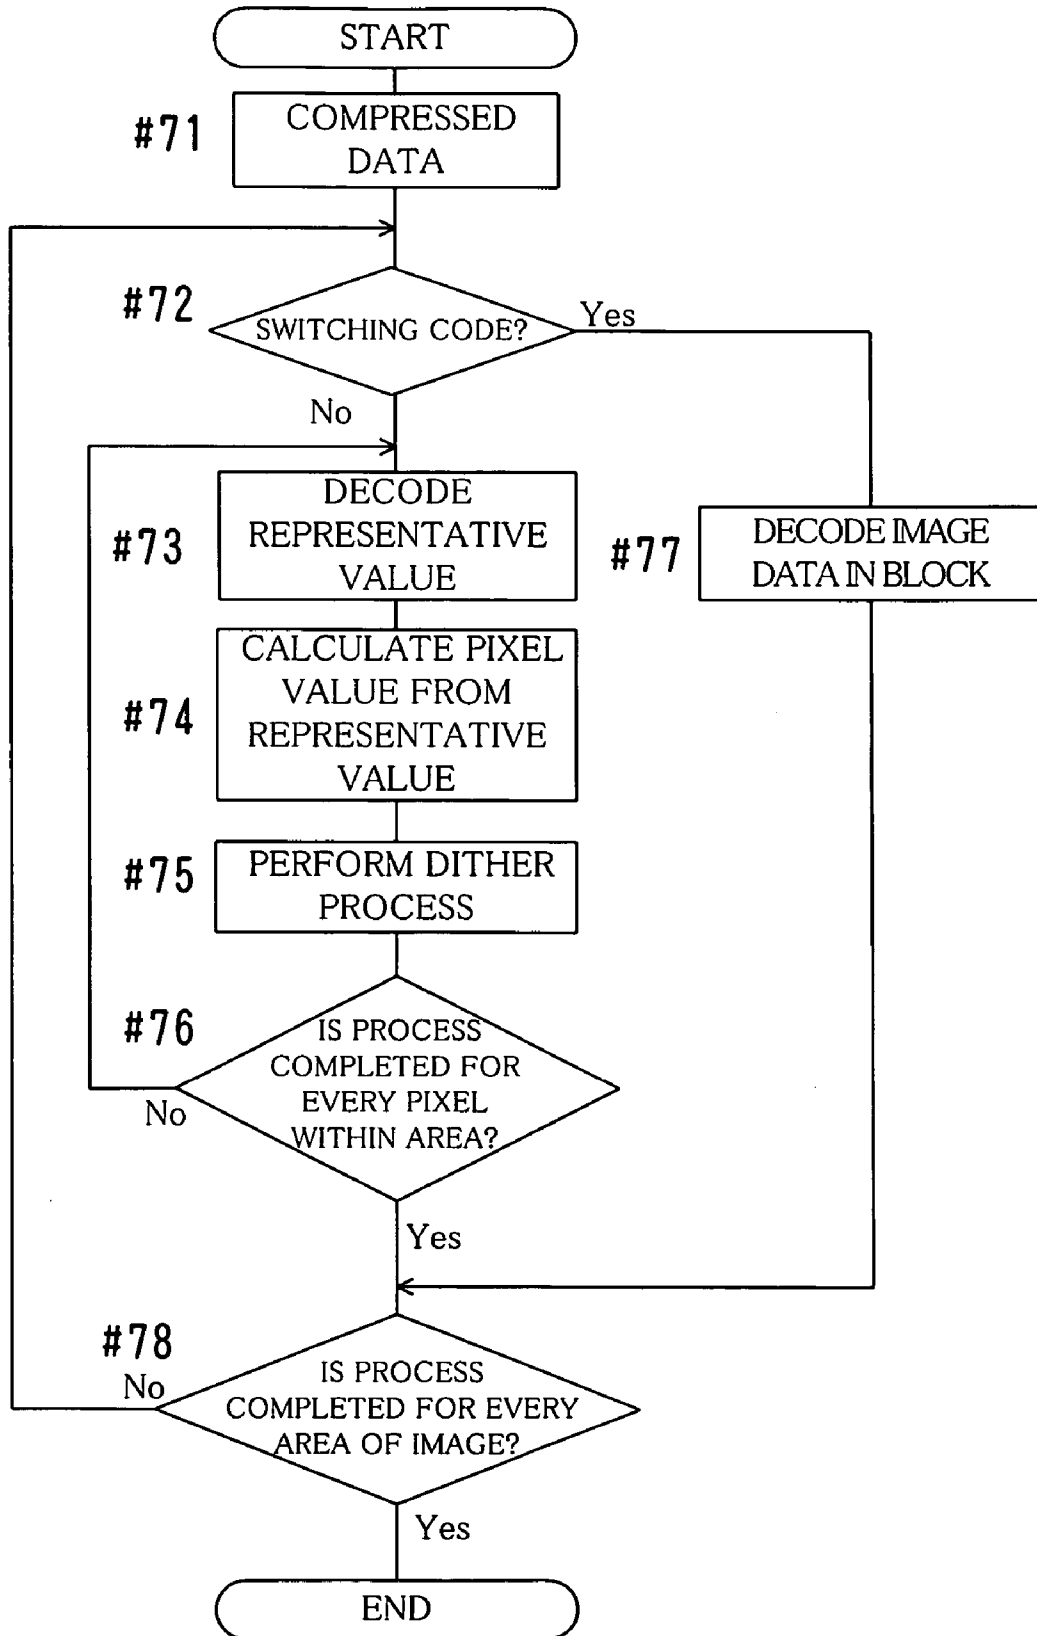 START
#71
COMPRESSED
DATA
#72
SWITCHING CODE?
Yes
No
#73
DECODE
REPRESENTATIVE
VALUE
#77
DECODE IMAGE
DATA IN BLOCK
#74
CALCULATE PIXEL
VALUE FROM
REPRESENTATIVE
VALUE
#75
PERFORM DITHER
PROCESS
#76
IS PROCESS
COMPLETED FOR
EVERY PIXEL
WITHIN AREA?
No
Yes
#78
No
IS PROCESS
COMPLETED FOR EVERY
AREA OF IMAGE?
Yes
END